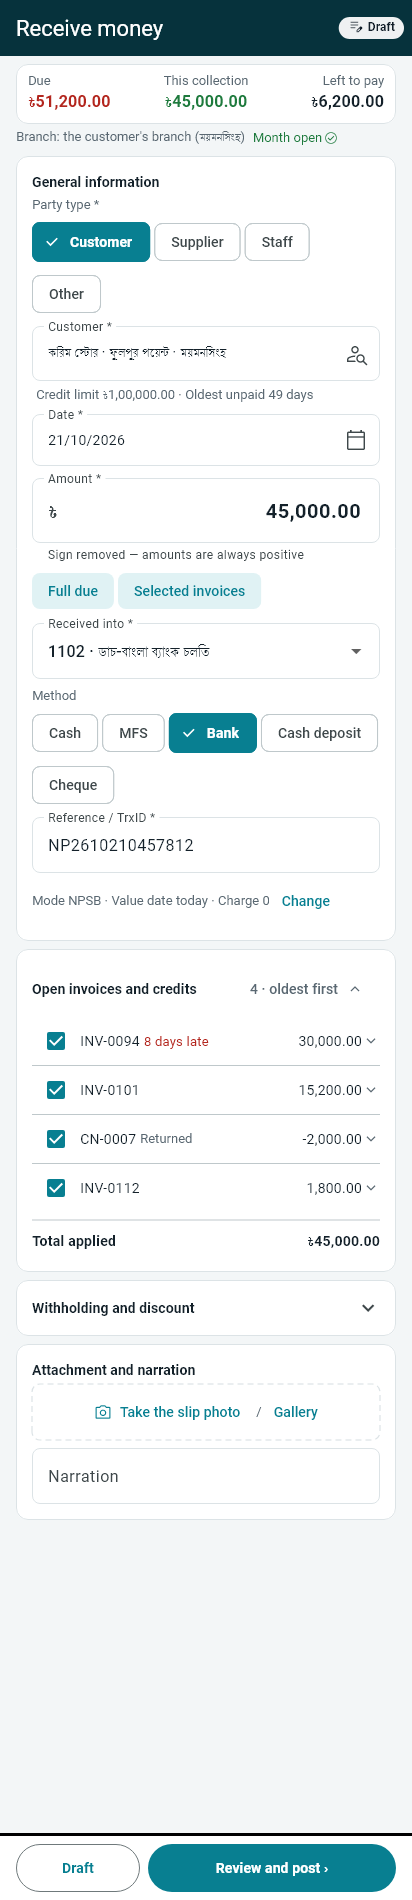 Receive money
Draft
Due
This collection
Left to pay
৳51,200.00
৳45,000.00
৳6,200.00
Branch: the customer's branch (ময়মনসিংহ) Month open
General information
Party type *
Customer
Supplier
Staff
Other
Customer *
করিম স্টোর · ফুলপুর পয়েন্ট · ময়মনসিংহ
Credit limit ৳1,00,000.00 · Oldest unpaid 49 days
Date *
21/10/2026
Amount *
৳ 45,000.00
Sign removed — amounts are always positive
Full due
Selected invoices
Received into *
1102 · ডাচ-বাংলা ব্যাংক চলতি
Method
Cash
MFS
Bank
Cash deposit
Cheque
Reference / TrxID *
NP2610210457812
Mode NPSB · Value date today · Charge 0 Change
Open invoices and credits 4 · oldest first
INV-0094 8 days late 30,000.00
INV-0101 15,200.00
CN-0007 Returned -2,000.00
INV-0112 1,800.00
Total applied ৳45,000.00
Withholding and discount
Attachment and narration
Take the slip photo / Gallery
Narration
Draft
Review and post ›